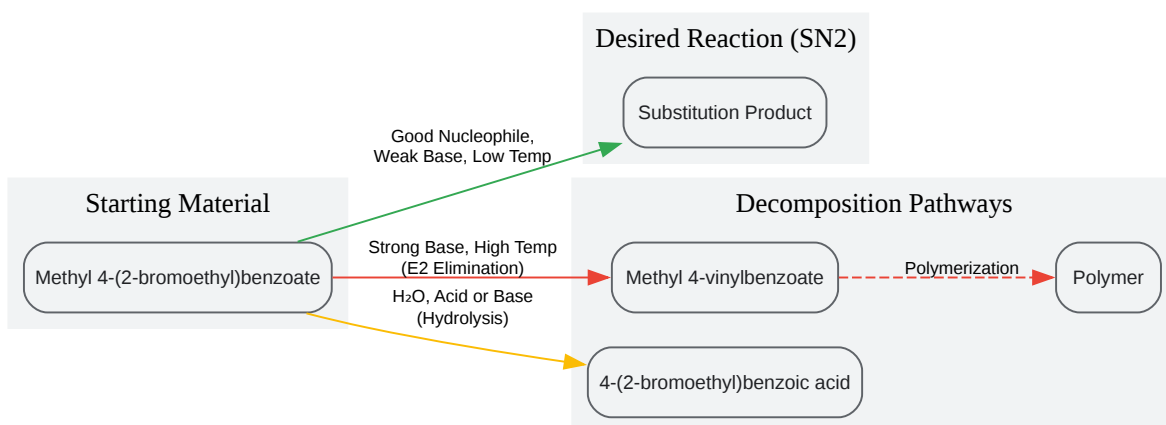 Desired Reaction (SN2)
Substitution Product
Good Nucleophile,
Weak Base, Low Temp
Starting Material
Methyl 4-(2-bromoethyl)benzoate
Decomposition Pathways
Strong Base, High Temp
(E2 Elimination)
Methyl 4-vinylbenzoate
Polymerization
Polymer
H₂O, Acid or Base
(Hydrolysis)
4-(2-bromoethyl)benzoic acid